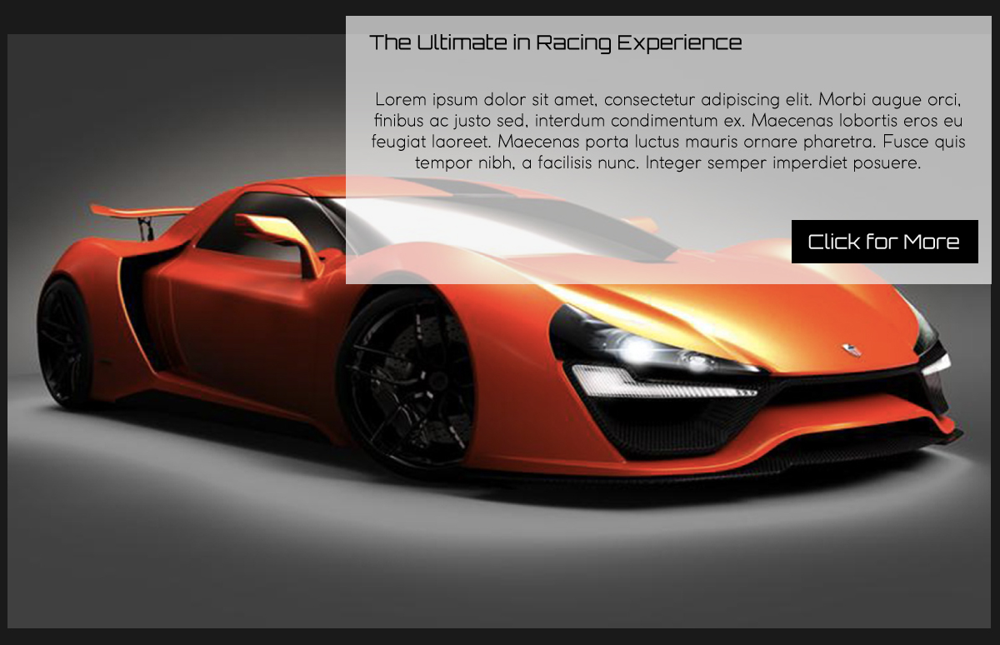 The Ultimate in Racing Experience
Lorem ipsum dolor sit amet, consectetur adipiscing elit. Morbi augue orci,
finibus ac justo sed, interdum condimentum ex. Maecenas lobortis eros eu
feugiat laoreet. Maecenas porta luctus mauris ornare pharetra. Fusce quis
tempor nibh, a facilisis nunc. Integer semper imperdiet posuere.
Click for More